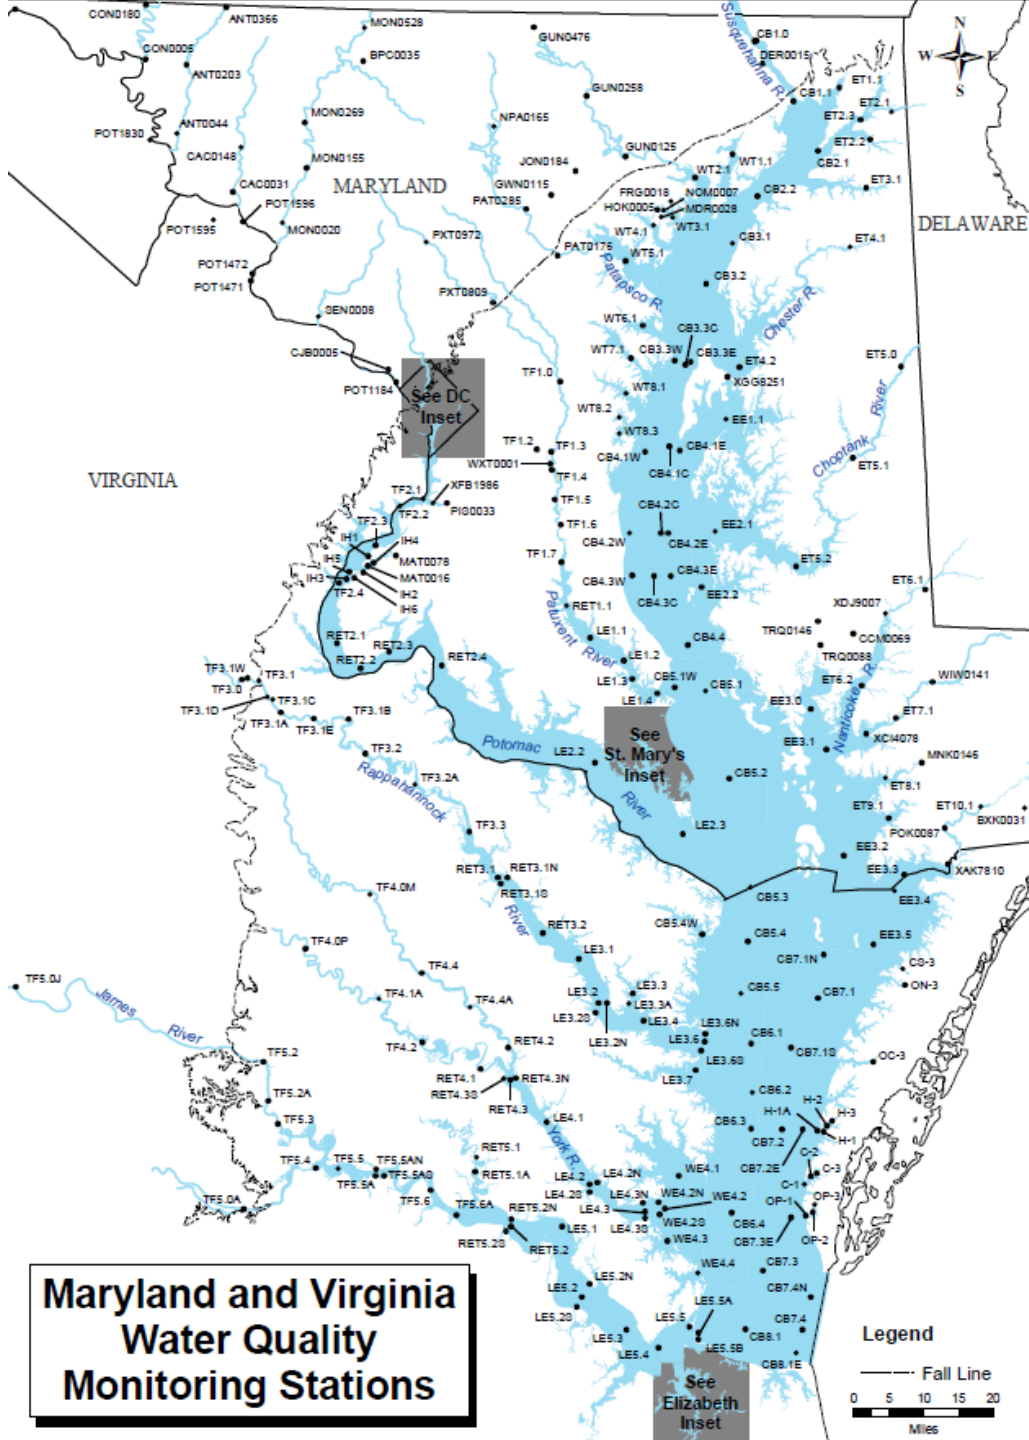 CON0180
ANT0366
MON0528
GUN0476
Susquehanna R.
CB1.0
N
W
E
S
CON0005
BPC0035
DER0015
ANT0203
ET1.1
GUN0258
CB1.1
ET2.1
ET2.3
MON0269
NPA0165
ANT0044
POT1830
ET2.2
CAC0148
GUN0125
MON0155
JON0184
WT2.1
WT1.1
CB2.1
MARYLAND
CAC0031
GWN0115
FRG0018
NOM0007
CB2.2
ET3.1
POT1596
PAT0285
HOK0005
MDR0028
POT1595
MON0020
WT4.1
WT3.1
DELAWARE
PXT0972
PAT0176
CB3.1
ET4.1
WT5.1
POT1472
Patapsco R.
CB3.2
POT1471
PXT0809
Chester R.
SEN0008
WT6.1
CB3.3C
CJB0005
WT7.1
CB3.3W
CB3.3E
ET4.2
ET5.0
POT1184
TF1.0
XGG8251
See DC
Inset
WT8.1
River
WT8.2
EE1.1
WT8.3
TF1.2
TF1.3
CB4.1W
CB4.1E
Choptank
WXT0001
CB4.1C
ET5.1
VIRGINIA
TF1.4
TF2.1
XFB1986
TF1.5
CB4.2C
TF2.2
PIS0033
TF2.3
TF1.6
EE2.1
IH1
IH4
CB4.2W
CB4.2E
TF1.7
IH5
MAT0078
ET5.2
IH3
MAT0016
CB4.3W
CB4.3E
ET6.1
TF2.4
IH2
EE2.2
IH6
CB4.3C
XDJ9007
Patuxent River
RET1.1
RET2.1
LE1.1
CB4.4
TRQ0146
CCM0069
RET2.3
TRQ0088
RET2.2
RET2.4
LE1.2
TF3.1W
TF3.1
LE1.3
CB5.1W
CB5.1
ET6.2
WIW0141
TF3.0
LE1.4
Nanticoke R.
TF3.1D
TF3.1C
EE3.0
ET7.1
TF3.1A
TF3.1B
TF3.1E
See
St. Mary's
Inset
XCI4078
Potomac
EE3.1
TF3.2
LE2.2
MNK0146
Rappahannock
TF3.2A
CB5.2
ET8.1
River
ET9.1
ET10.1
TF3.3
LE2.3
BXK0031
POK0087
EE3.2
RET3.1
RET3.1N
EE3.3
XAK7810
TF4.0M
RET3.1S
CB5.3
EE3.4
River
RET3.2
CB5.4W
CB5.4
EE3.5
TF4.0P
LE3.1
CB7.1N
CS-3
TF5.0J
TF4.4
James
River
TF4.1A
TF4.4A
LE3.2
LE3.3
LE3.3A
CB5.5
CB7.1
ON-3
LE3.2S
LE3.4
LE3.2N
LE3.6N
TF4.2
RET4.2
LE3.6
CB6.1
CB7.1S
TF5.2
LE3.6S
OC-3
RET4.1
RET4.3N
LE3.7
RET4.3S
RET4.3
CB6.2
TF5.2A
H-2
TF5.3
LE4.1
H-1A
H-3
CB6.3
CB7.2
H-1
York R.
RET5.1
C-2
TF5.4
TF5.5
TF5.5AN
CB7.2E
TF5.5A
TF5.5AS
RET5.1A
LE4.2
LE4.2N
WE4.1
C-3
C-1
LE4.2S
TF5.0A
TF5.6
LE4.3N
WE4.2N
WE4.2
OP-1
OP-3
TF5.6A
RET5.2N
LE4.3
WE4.2S
CB6.4
LE5.1
LE4.3S
OP-2
RET5.2S
RET5.2
WE4.3
CB7.3E
WE4.4
CB7.3
LE5.2N
LE5.2
CB7.4N
LE5.2S
LE5.5A
LE5.3
LE5.5
CB8.1
CB7.4
LE5.4
LE5.5B
CB8.1E
Maryland and Virginia
Water Quality
Monitoring Stations
See
Elizabeth
Inset
Legend
Fall Line
0 5 10 15 20
Miles